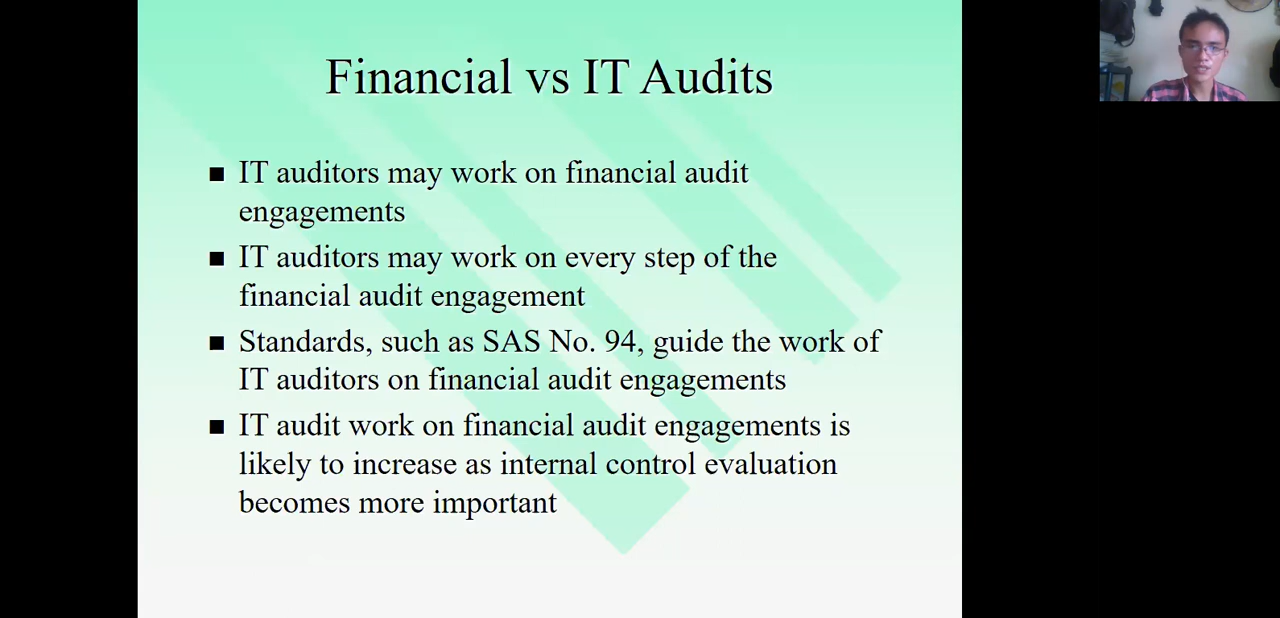 Financial vs IT Audits
IT auditors may work on financial audit
engagements
IT auditors may work on every step of the
financial audit engagement
Standards, such as SAS No. 94, guide the work of
IT auditors on financial audit engagements
IT audit work on financial audit engagements is
likely to increase as internal control evaluation
becomes more important